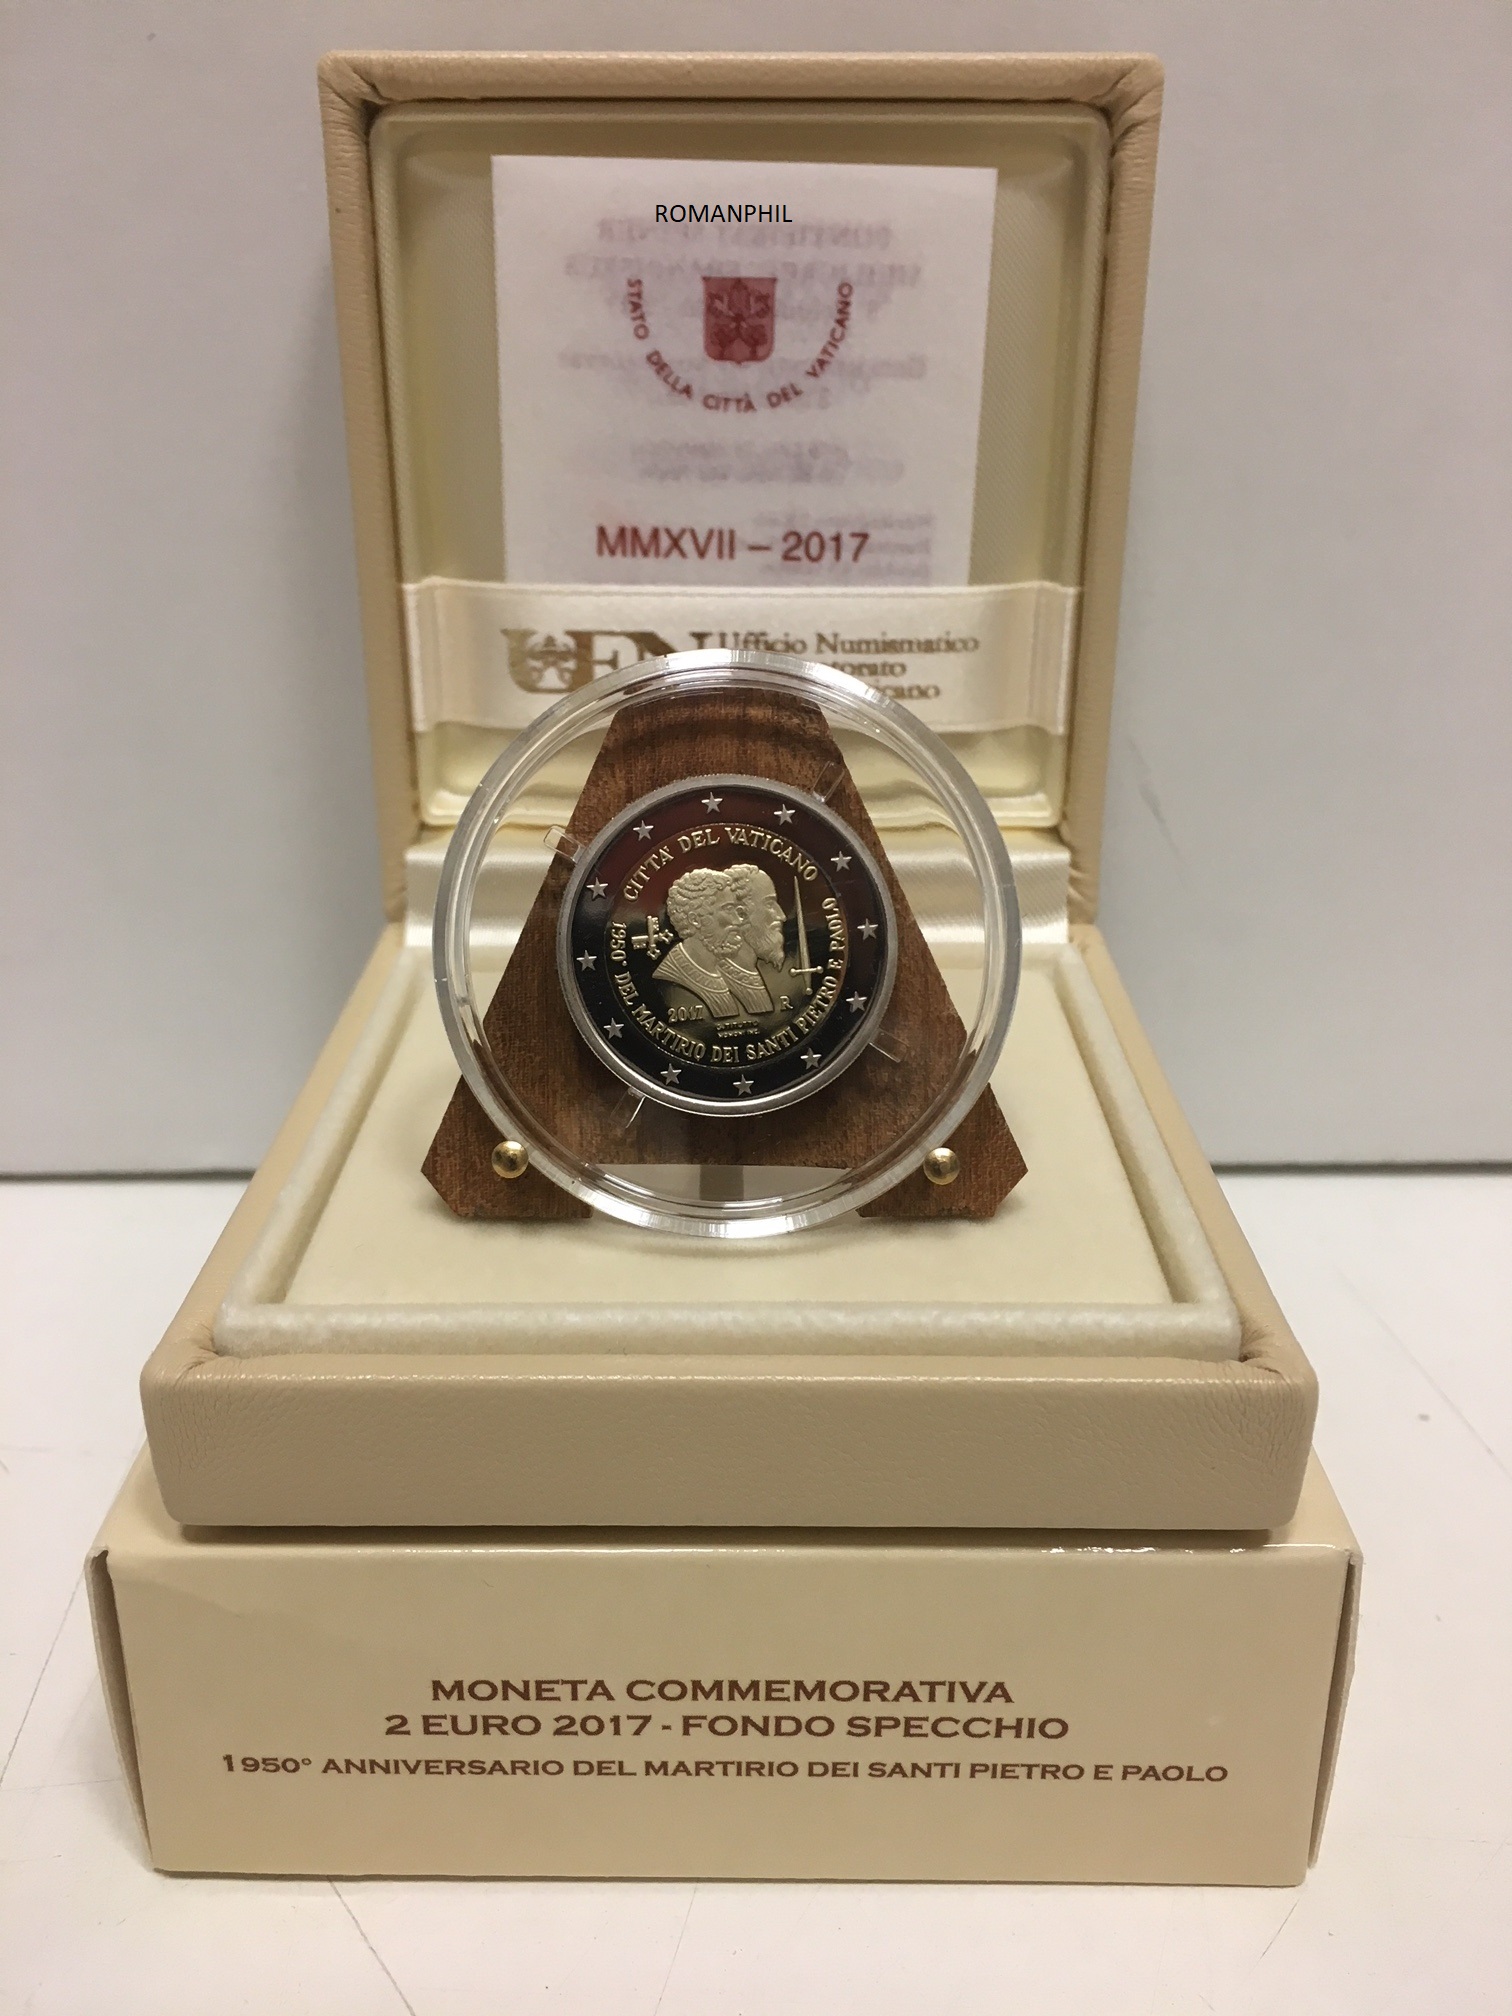 ROMANPHIL
STATO DELLA CITTÀ DEL VATICANO
MMXVII – 2017
UFN Ufficio Numismatico
CITTA' DEL VATICANO
1950° DEL MARTIRIO DEI SANTI PIETRO E PAOLO
2017 R
MONETA COMMEMORATIVA
2 EURO 2017 - FONDO SPECCHIO
1950° ANNIVERSARIO DEL MARTIRIO DEI SANTI PIETRO E PAOLO